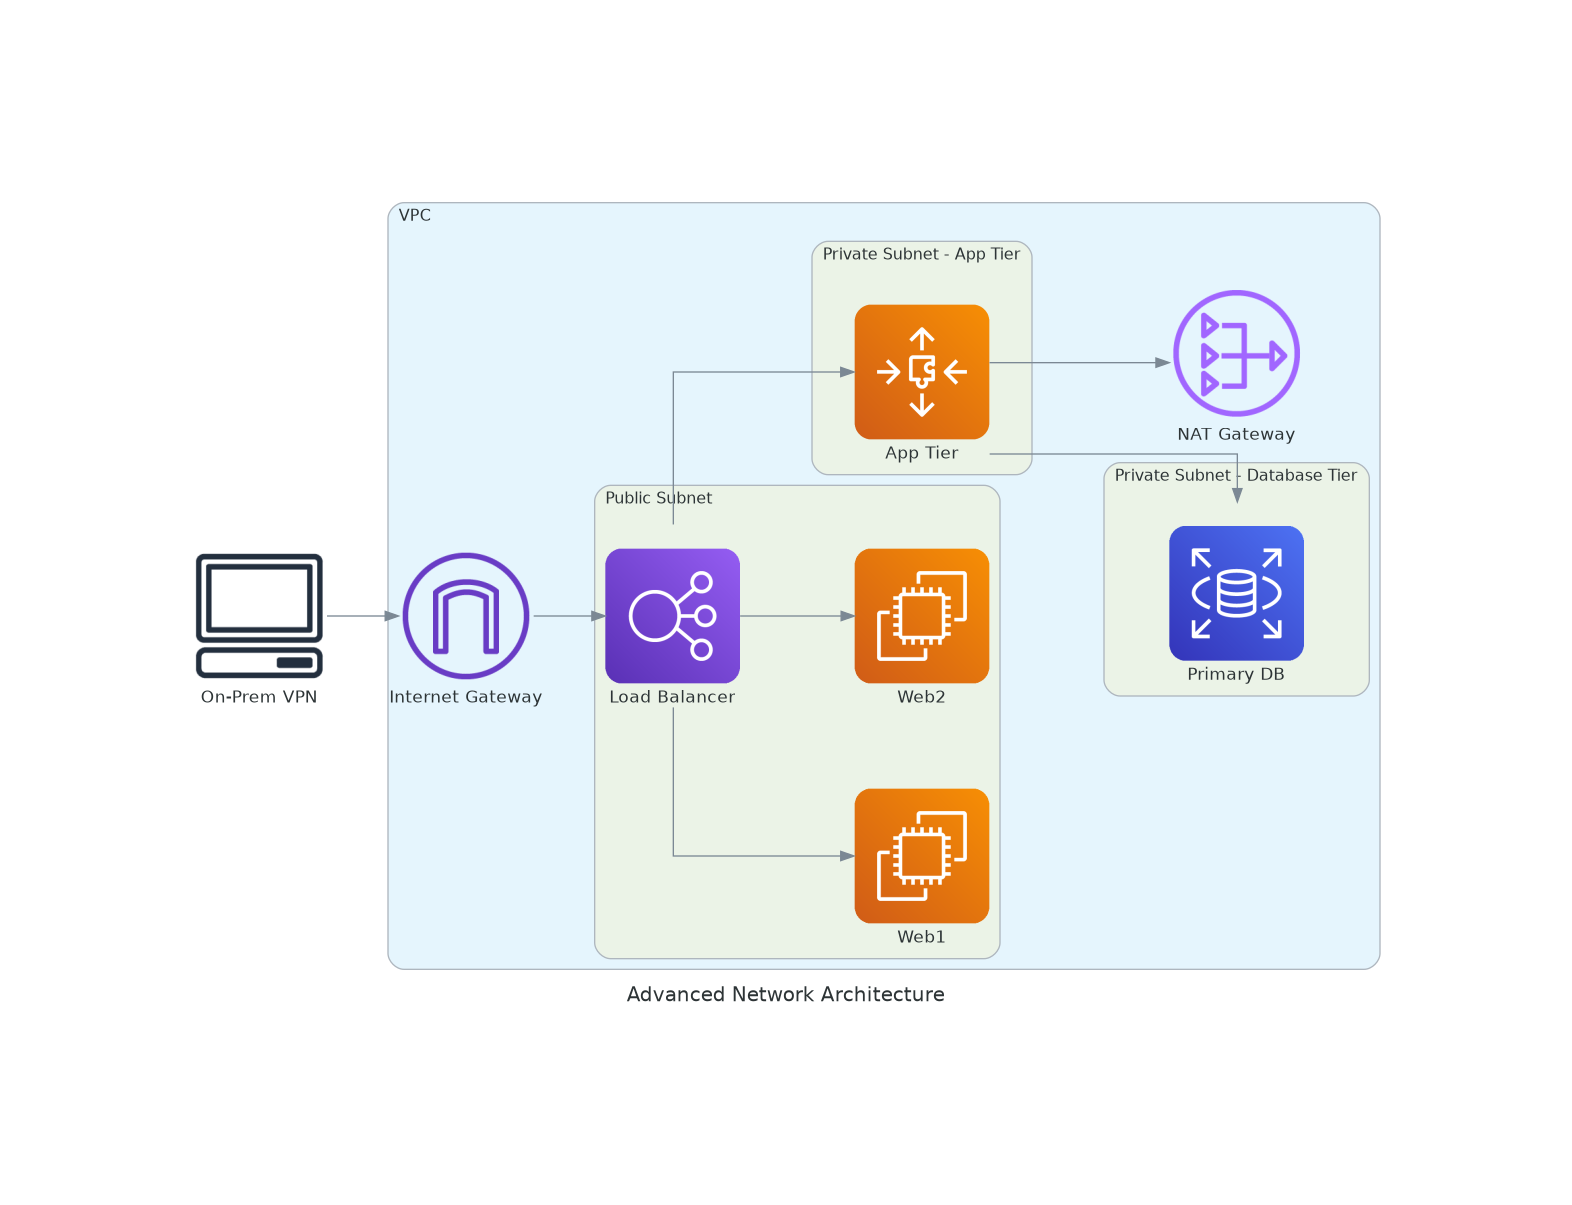 VPC
Private Subnet - App Tier
App Tier
NAT Gateway
Private Subnet - Database Tier
Primary DB
Public Subnet
On-Prem VPN
Internet Gateway
Load Balancer
Web2
Web1
Advanced Network Architecture